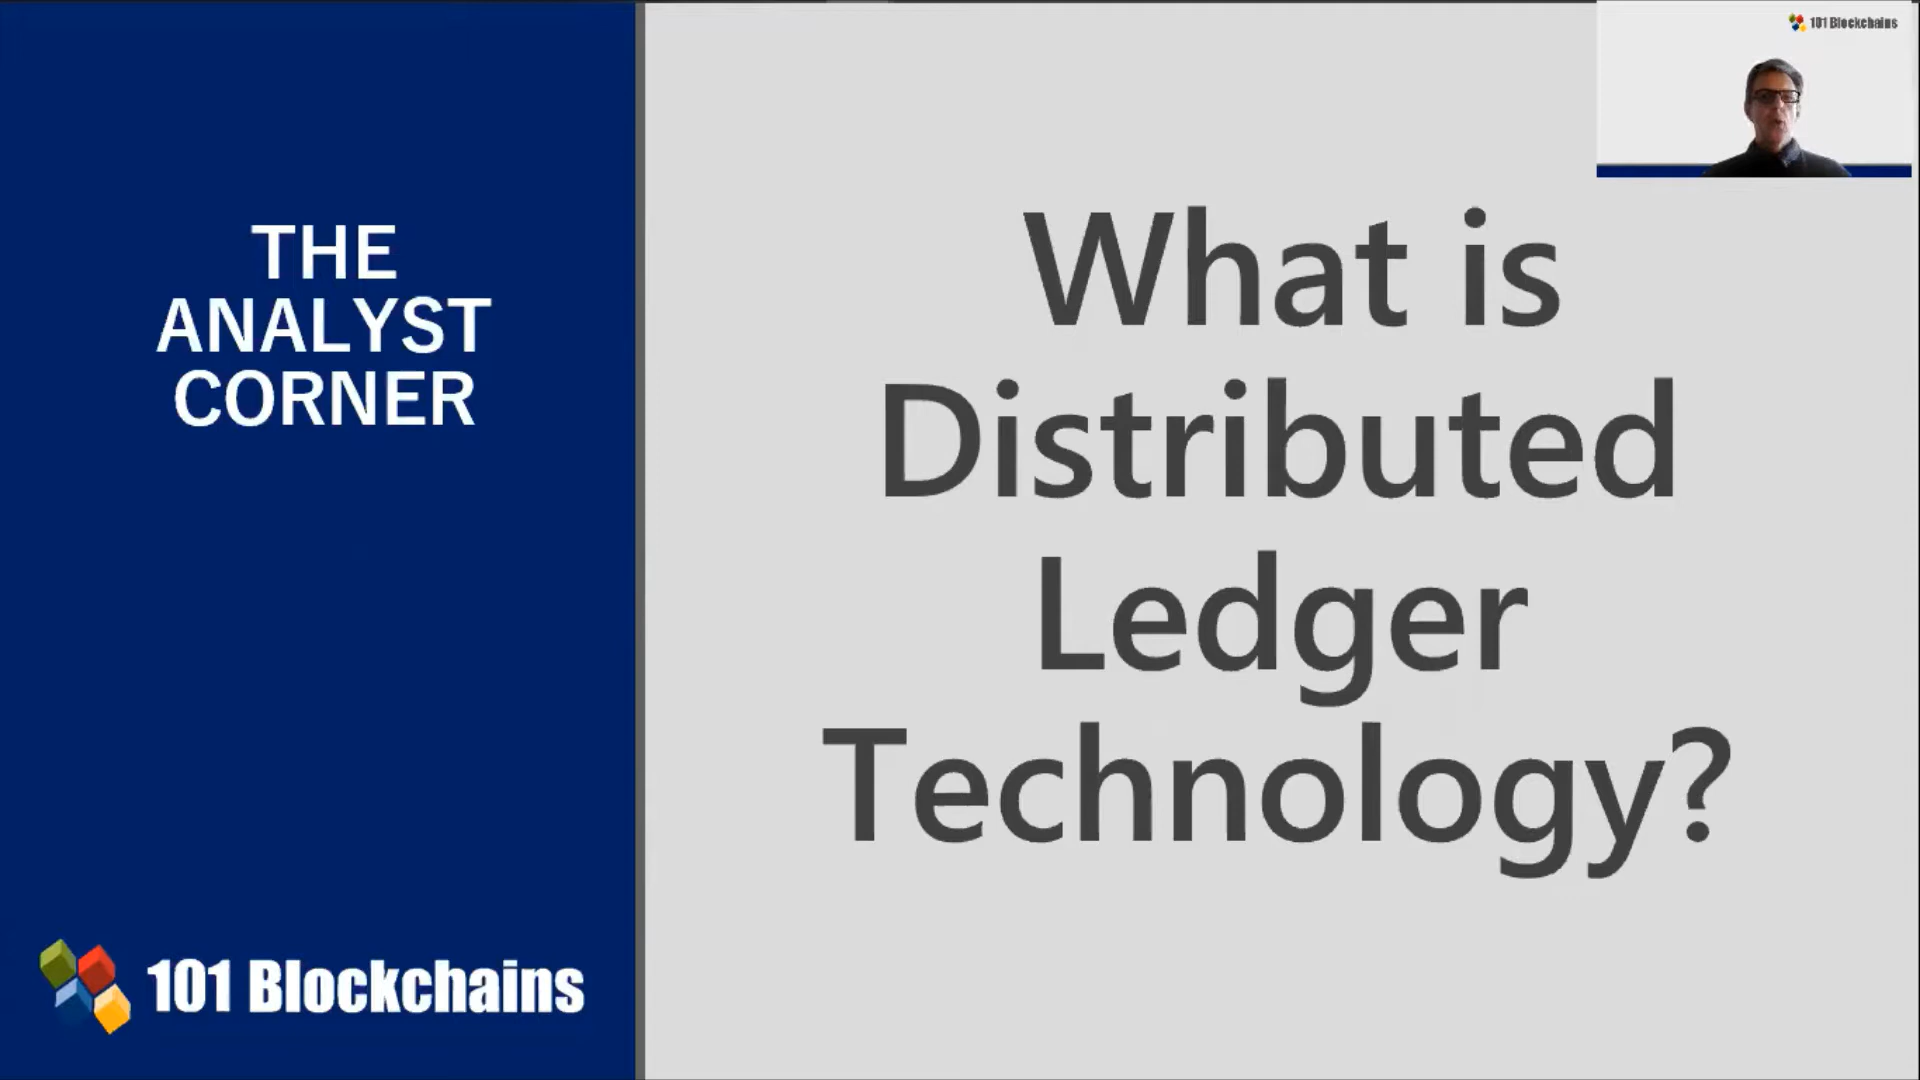 THE
ANALYST
CORNER
101 Blockchains
What is
Distributed
Ledger
Technology?
101 Blockchains